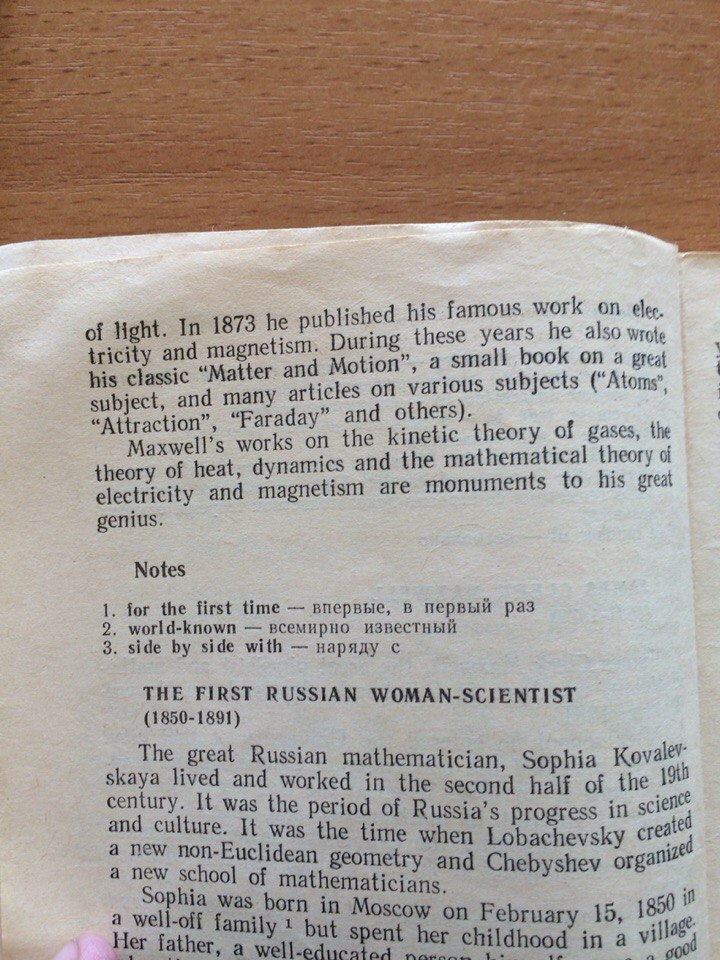 of light. In 1873 he published his famous work on elec-
tricity and magnetism. During these years he also wrote
his classic “Matter and Motion”, a small book on a great
subject, and many articles on various subjects (“Atoms”,
“Attraction”, “Faraday” and others).
Maxwell’s works on the kinetic theory of gases, the
theory of heat, dynamics and the mathematical theory of
electricity and magnetism are monuments to his great
genius.
Notes
1. for the first time — впервые, в первый раз
2. world-known — всемирно известный
3. side by side with — наряду с
THE FIRST RUSSIAN WOMAN-SCIENTIST
(1850-1891)
The great Russian mathematician, Sophia Kovalev-
skaya lived and worked in the second half of the 19th
century. It was the period of Russia’s progress in science
and culture. It was the time when Lobachevsky created
a new non-Euclidean geometry and Chebyshev organized
a new school of mathematicians.
Sophia was born in Moscow on February 15, 1850 in
a well-off family ¹ but spent her childhood in a village.
Her father, a well-educated person himself, a good